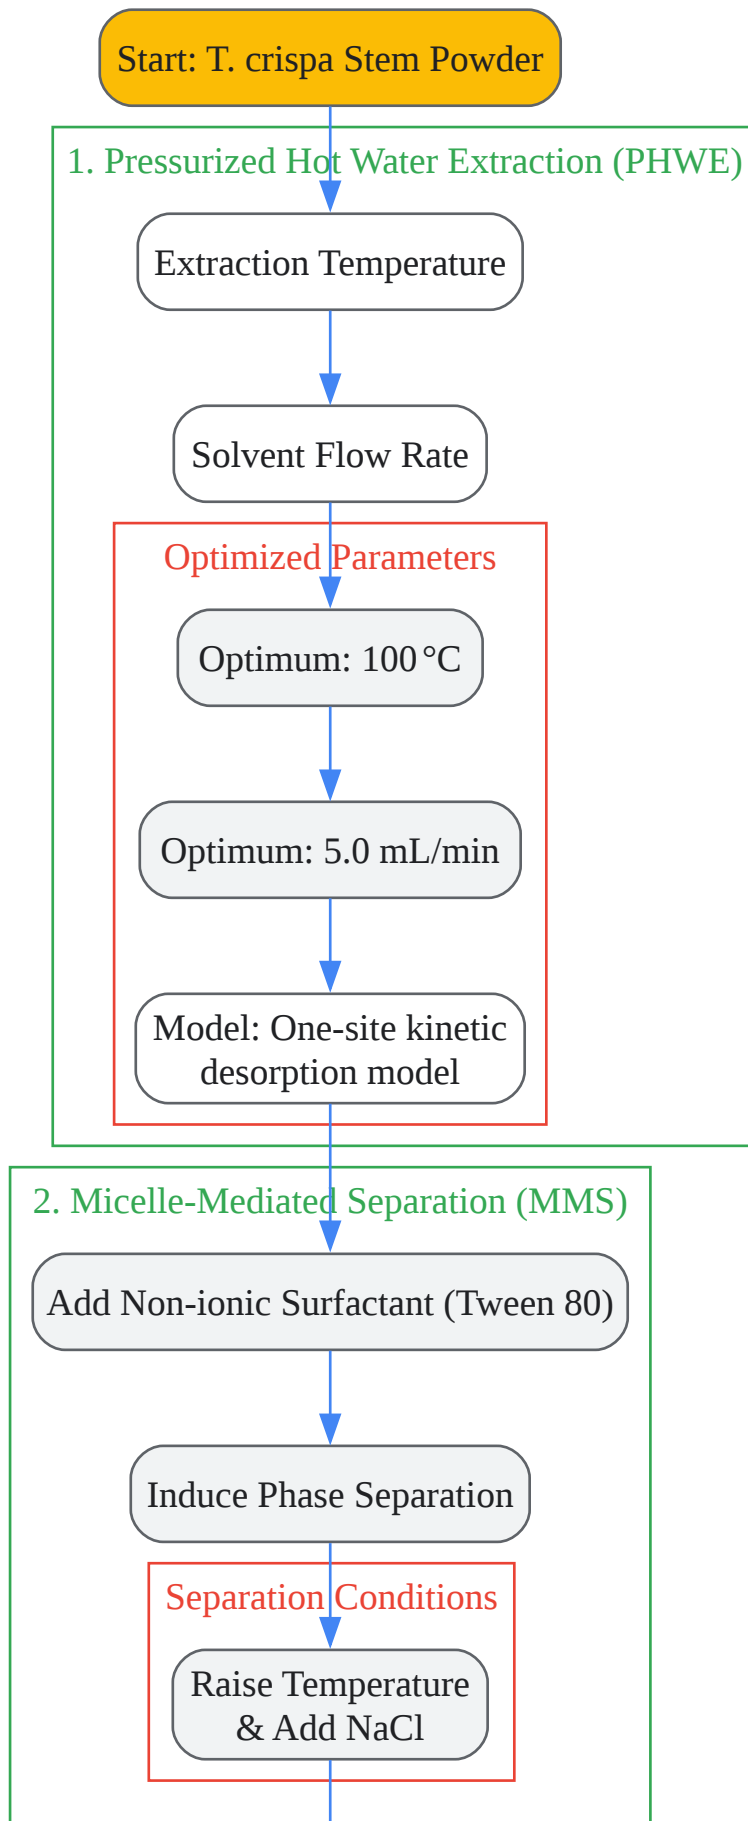 Start: T. crispa Stem Powder
1. Pressurized Hot Water Extraction (PHWE)
Extraction Temperature
Solvent Flow Rate
Optimized Parameters
Optimum: 100 °C
Optimum: 5.0 mL/min
Model: One-site kinetic
desorption model
2. Micelle-Mediated Separation (MMS)
Add Non-ionic Surfactant (Tween 80)
Induce Phase Separation
Separation Conditions
Raise Temperature
& Add NaCl